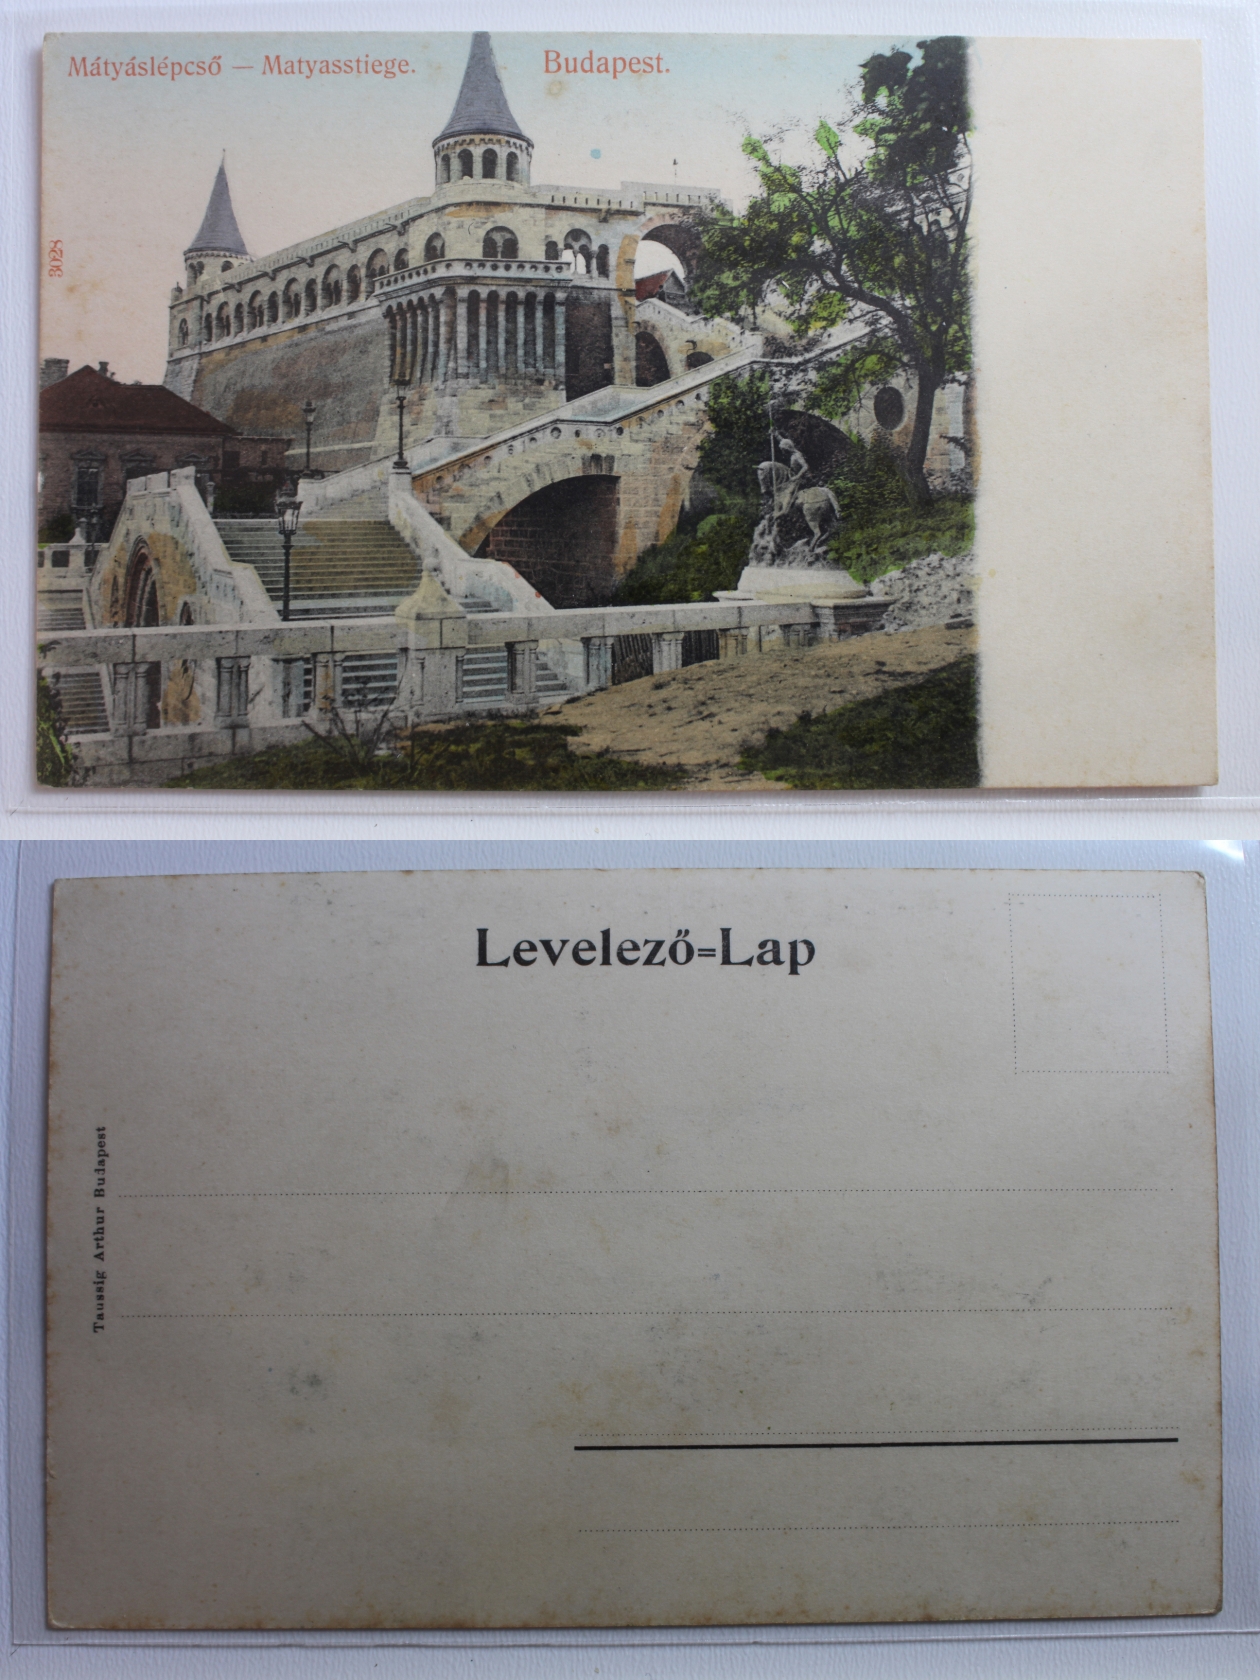 Mátyáslépcső — Matyasstiege. Budapest.
3028
Levelező=Lap
Taussig Arthur Budapest